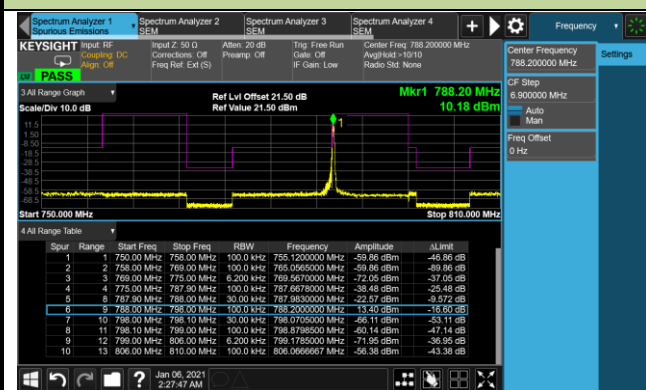 Spectrum Analyzer 1
Spurious Emissions
Spectrum Analyzer 2
SEM
Spectrum Analyzer 3
SEM
Spectrum Analyzer 4
SEM
Frequency
KEYSIGHT
Input: RF
Coupling: DC
Align: Off
Input Z: 50 Ω
Corrections: Off
Freq Ref: Ext (S)
Atten: 20 dB
Preamp: Off
Trig: Free Run
Gate: Off
IF Gain: Low
Center Freq: 788.200000 MHz
Avg|Hold:>10/10
Radio Std: None
PASS
Center Frequency
788.200000 MHz
Settings
CF Step
6.900000 MHz
Auto
Man
Freq Offset
0 Hz
3 All Range Graph
Scale/Div 10.0 dB
Ref Lvl Offset 21.50 dB
Ref Value 21.50 dBm
Mkr1 788.20 MHz
10.18 dBm
11.5
1.50
-8.50
-18.5
-28.5
-38.5
-48.5
-58.5
-68.5
1
Start 750.000 MHz
Stop 810.000 MHz
4 All Range Table
Spur Range Start Freq Stop Freq RBW Frequency Amplitude ΔLimit
1 1 750.00 MHz 758.00 MHz 100.0 kHz 755.1200000 MHz -59.86 dBm -46.86 dB
2 2 758.00 MHz 769.00 MHz 100.0 kHz 765.0565000 MHz -59.86 dBm -89.86 dB
3 3 769.00 MHz 775.00 MHz 6.200 kHz 769.5670000 MHz -72.05 dBm -37.05 dB
4 4 775.00 MHz 787.90 MHz 100.0 kHz 787.6678000 MHz -38.48 dBm -25.48 dB
5 8 787.90 MHz 788.00 MHz 30.00 kHz 787.9830000 MHz -22.57 dBm -9.572 dB
6 9 788.00 MHz 798.00 MHz 100.0 kHz 788.2000000 MHz 13.40 dBm -16.60 dB
7 10 798.00 MHz 798.10 MHz 30.00 kHz 798.0705000 MHz -66.11 dBm -53.11 dB
8 11 798.10 MHz 799.00 MHz 100.0 kHz 798.8798500 MHz -60.14 dBm -47.14 dB
9 12 799.00 MHz 806.00 MHz 6.200 kHz 799.1785000 MHz -71.95 dBm -36.95 dB
10 13 806.00 MHz 810.00 MHz 100.0 kHz 806.0666667 MHz -56.38 dBm -43.38 dB
Jan 06, 2021
2:27:47 AM